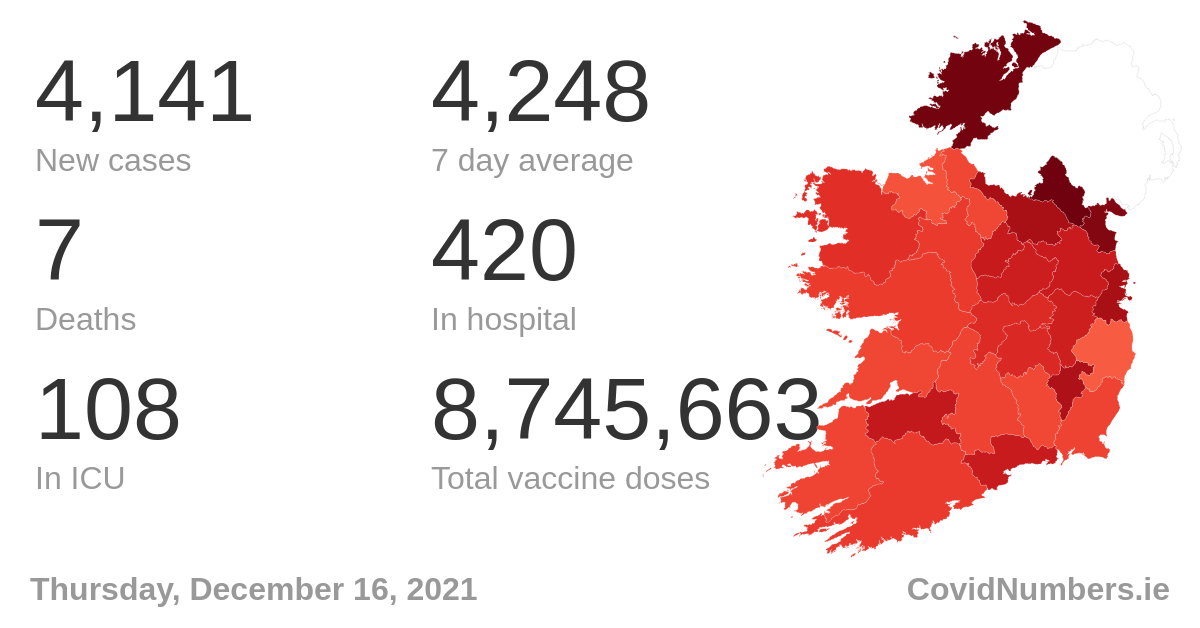 4,141
New cases
4,248
7 day average
7
Deaths
420
In hospital
108
In ICU
8,745,663
Total vaccine doses
Thursday, December 16, 2021
CovidNumbers.ie